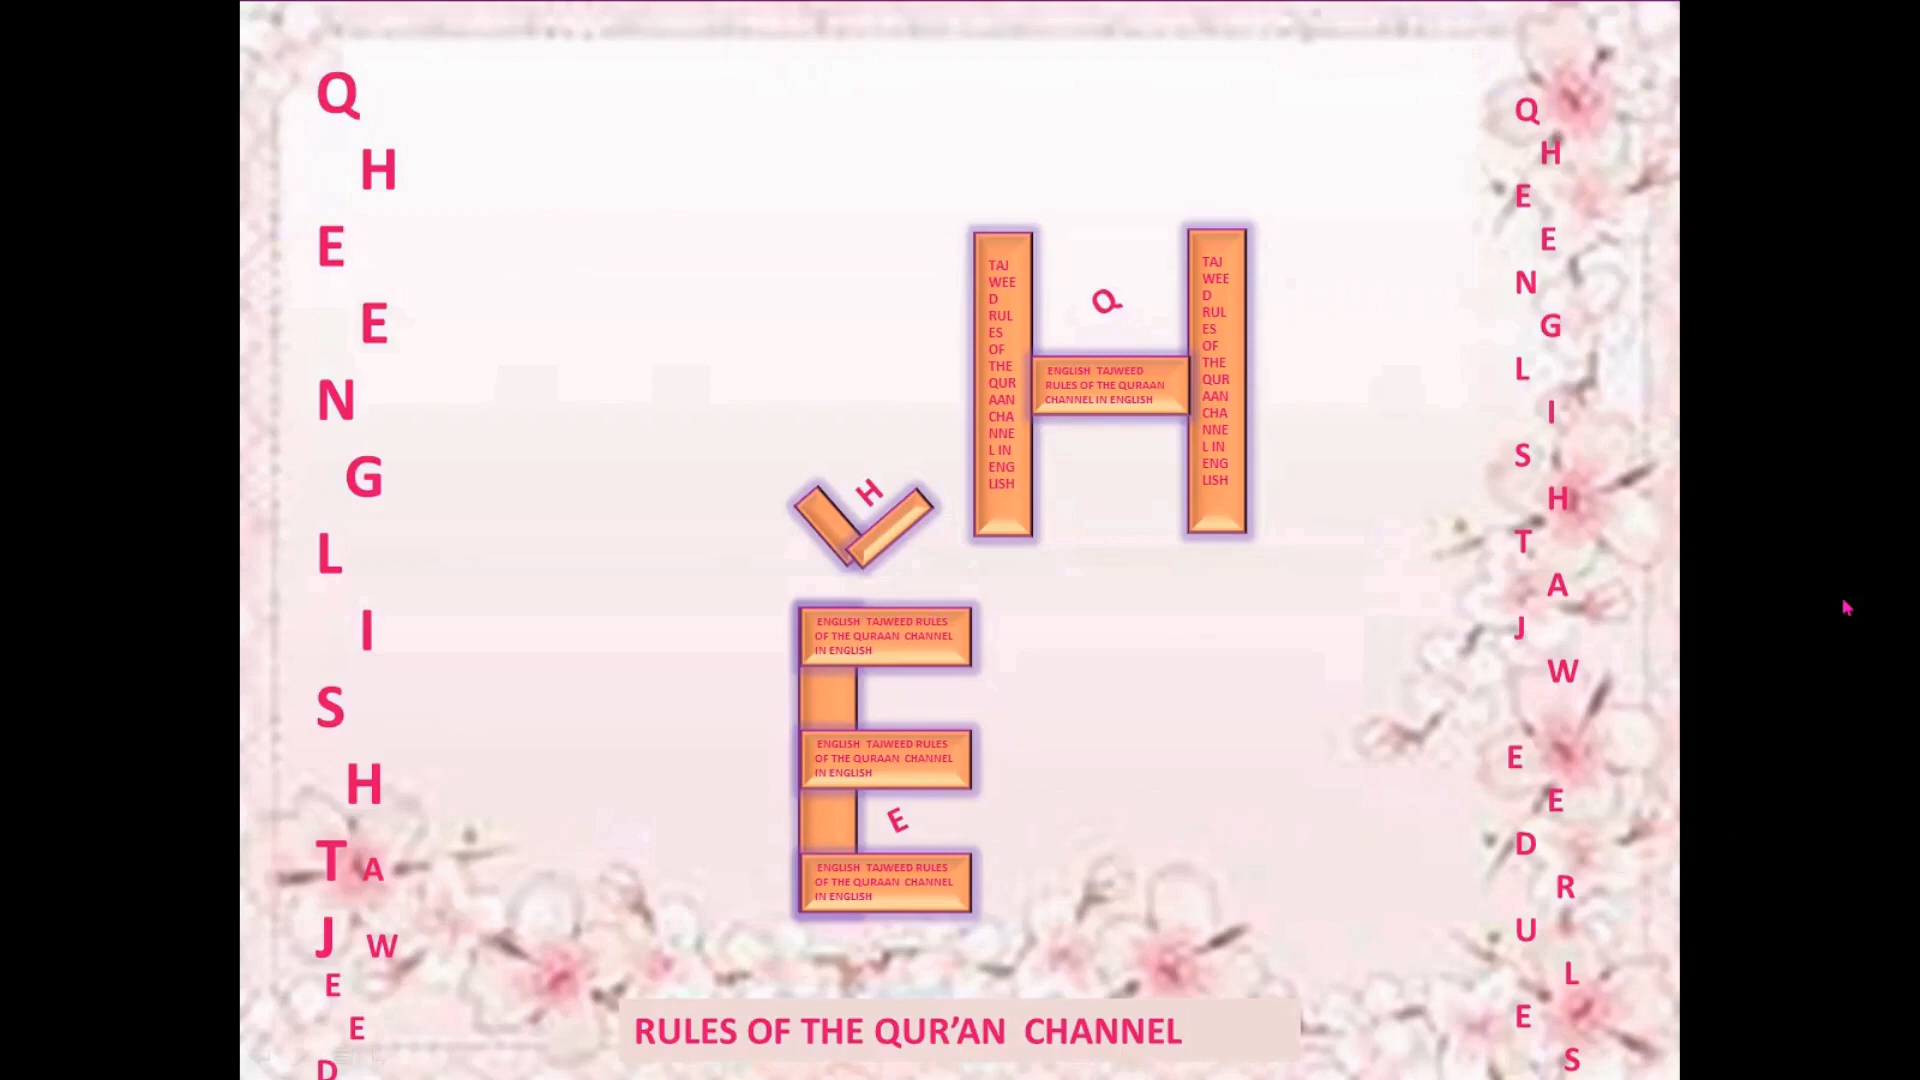 Q
H
E
E
N
G
L
I
S
H
T A
J W
E
E
D
TAJ
WEE
D
RUL
ES
OF
THE
QUR
AAN
CHA
NNE
L IN
ENG
LISH
Q
ENGLISH TAJWEED
RULES OF THE QURAAN
CHANNEL IN ENGLISH
TAJ
WEE
D
RUL
ES
OF
THE
QUR
AAN
CHA
NNE
L IN
ENG
LISH
H
ENGLISH TAJWEED RULES
OF THE QURAAN CHANNEL
IN ENGLISH
ENGLISH TAJWEED RULES
OF THE QURAAN CHANNEL
IN ENGLISH
E
ENGLISH TAJWEED RULES
OF THE QURAAN CHANNEL
IN ENGLISH
RULES OF THE QUR’AN CHANNEL
Q
H
E
E
N
G
L
I
S
H
T
A
J
W
E
E
D
R
U
L
E
S